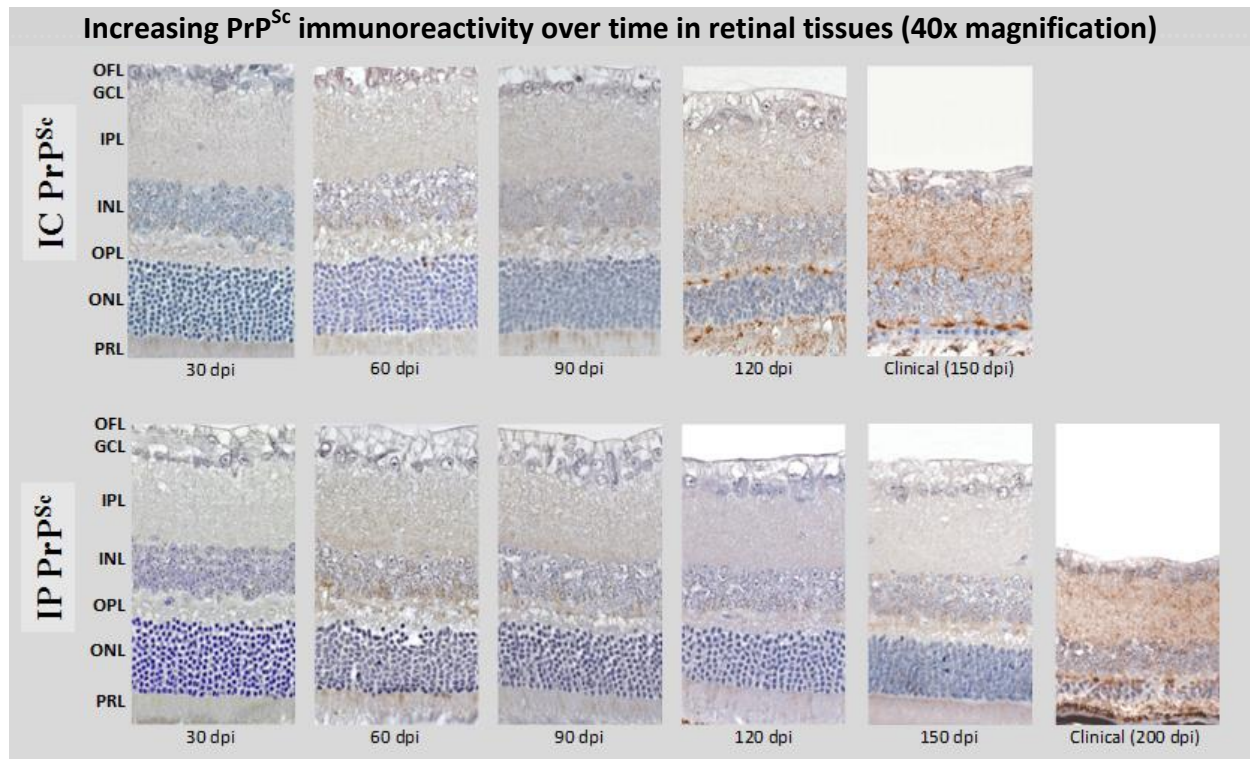 Increasing PrPSc immunoreactivity over time in retinal tissues (40x magnification)
IC PrPSc
OFL
GCL
IPL
INL
OPL
ONL
PRL
30 dpi
60 dpi
90 dpi
120 dpi
Clinical (150 dpi)
IP PrPSc
OFL
GCL
IPL
INL
OPL
ONL
PRL
30 dpi
60 dpi
90 dpi
120 dpi
150 dpi
Clinical (200 dpi)